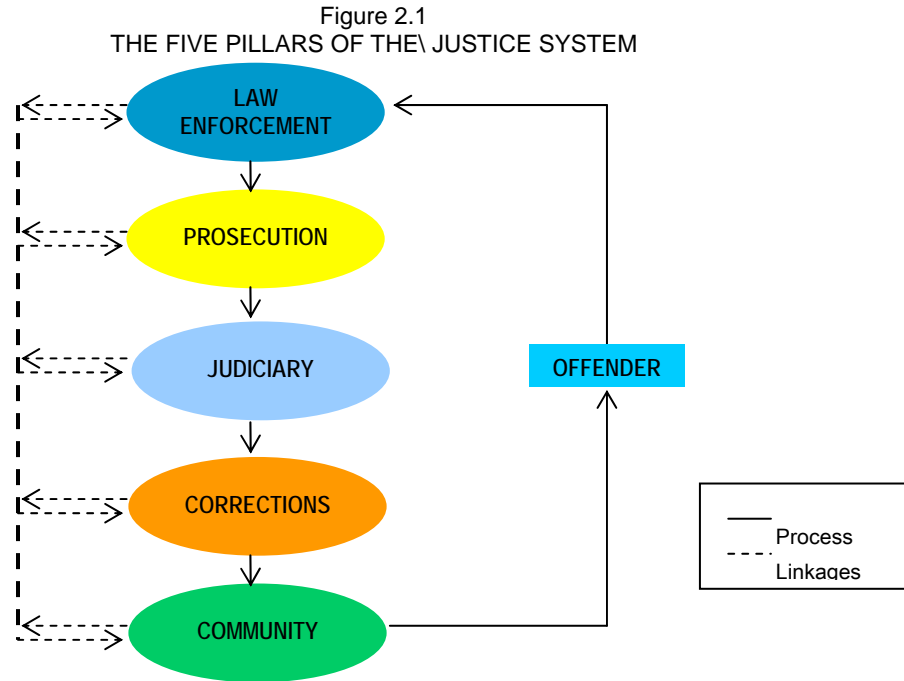 Figure 2.1
THE FIVE PILLARS OF THE\ JUSTICE SYSTEM
LAW
ENFORCEMENT
PROSECUTION
JUDICIARY
OFFENDER
CORRECTIONS
Process
Linkages
COMMUNITY